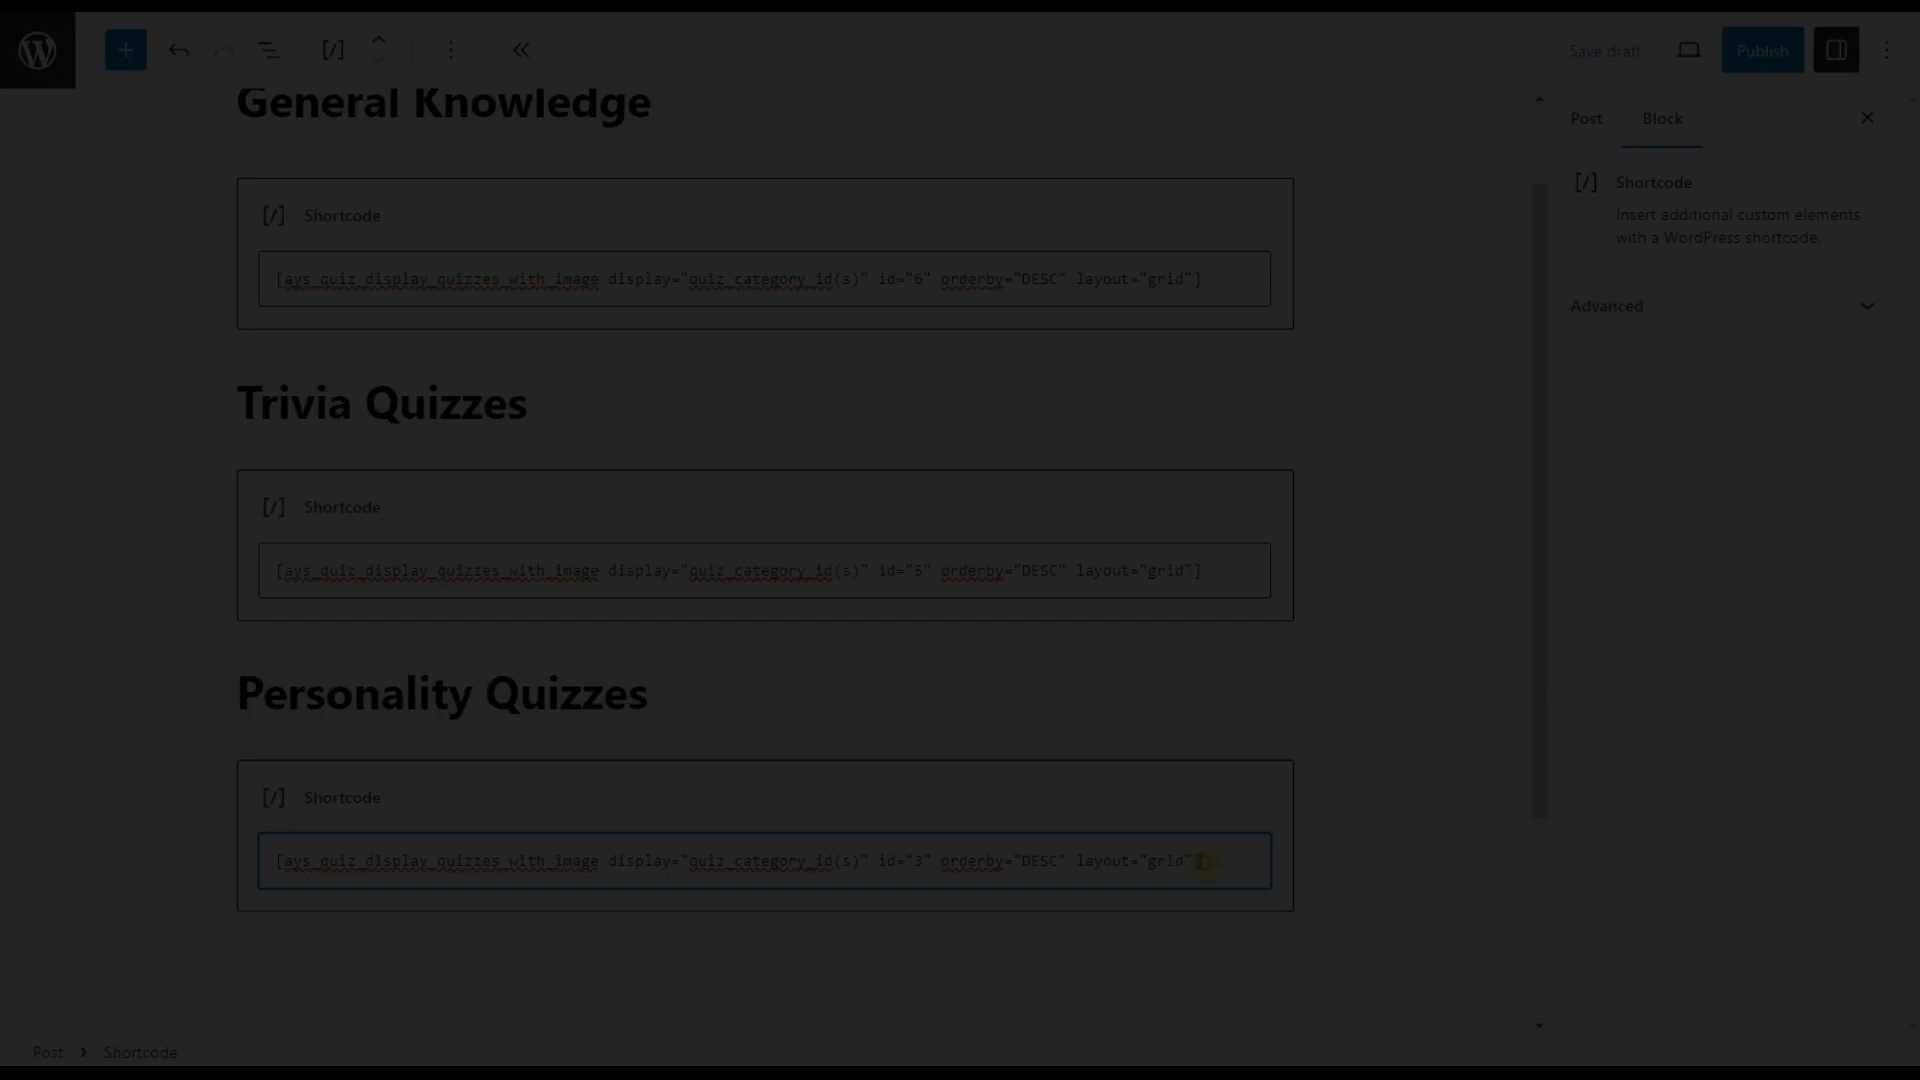 Save draft
Publish
General Knowledge
Post
Block
[/] Shortcode
Insert additional custom elements
with a WordPress shortcode.
Advanced
[/] Shortcode
[ays_quiz_display_quizzes_with_image display="quiz_category_id(s)" id="6" orderby="DESC" layout="grid"]
Trivia Quizzes
[/] Shortcode
[ays_quiz_display_quizzes_with_image display="quiz_category_id(s)" id="5" orderby="DESC" layout="grid"]
Personality Quizzes
[/] Shortcode
[ays_quiz_display_quizzes_with_image display="quiz_category_id(s)" id="3" orderby="DESC" layout="grid"
Post > Shortcode